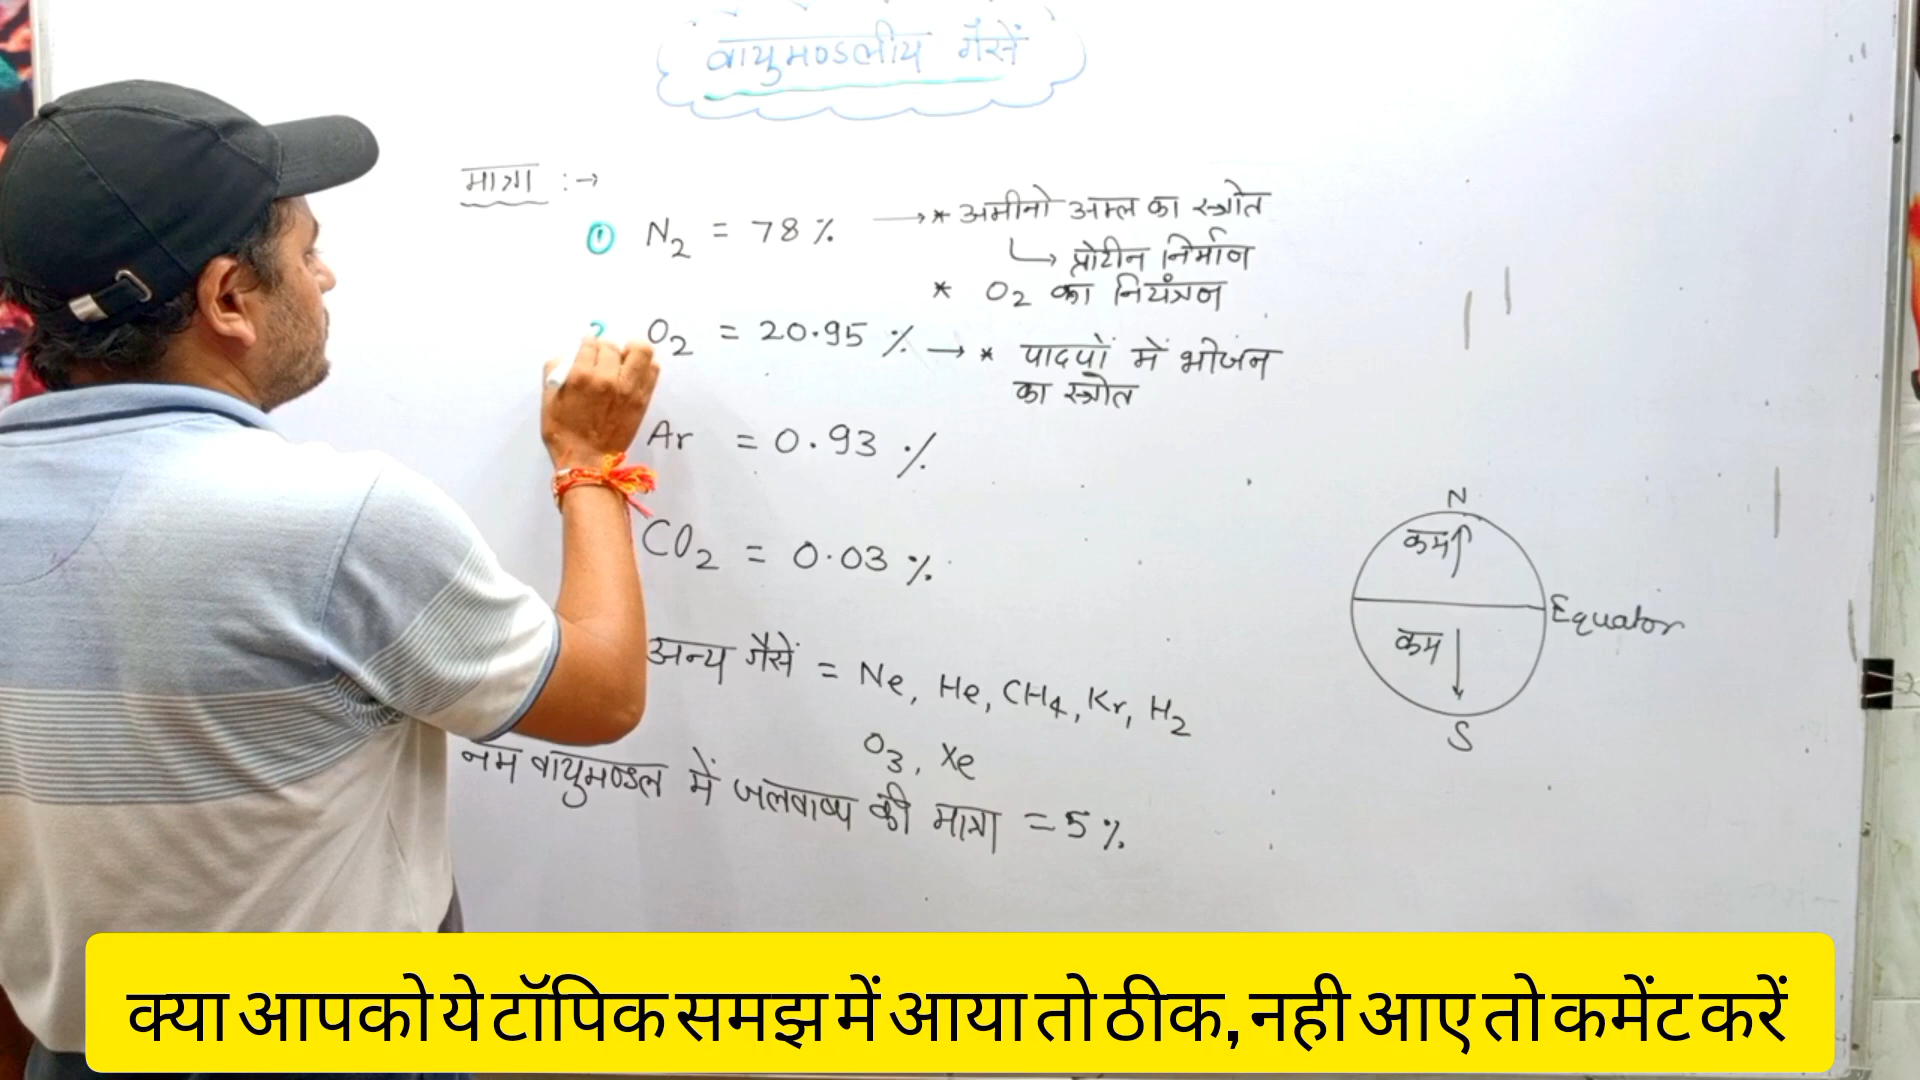 वायुमण्डलीय गैसें
मात्रा :→
① N₂ = 78 % → * अमीनो अम्ल का स्त्रोत
↳ प्रोटीन निर्माण
* O₂ का नियंत्रण
2 O₂ = 20.95 % → * पादपों में भोजन
का स्त्रोत
Ar = 0.93 %
CO₂ = 0.03 %
अन्य गैसें = Ne, He, CH₄, Kr, H₂
O₃, Xe
नम वायुमण्डल में जलवाष्प की मात्रा = 5 %
N
कम ↑
Equator
कम ↓
S
क्या आपको ये टॉपिक समझ में आया तो ठीक, नही आए तो कमेंट करें